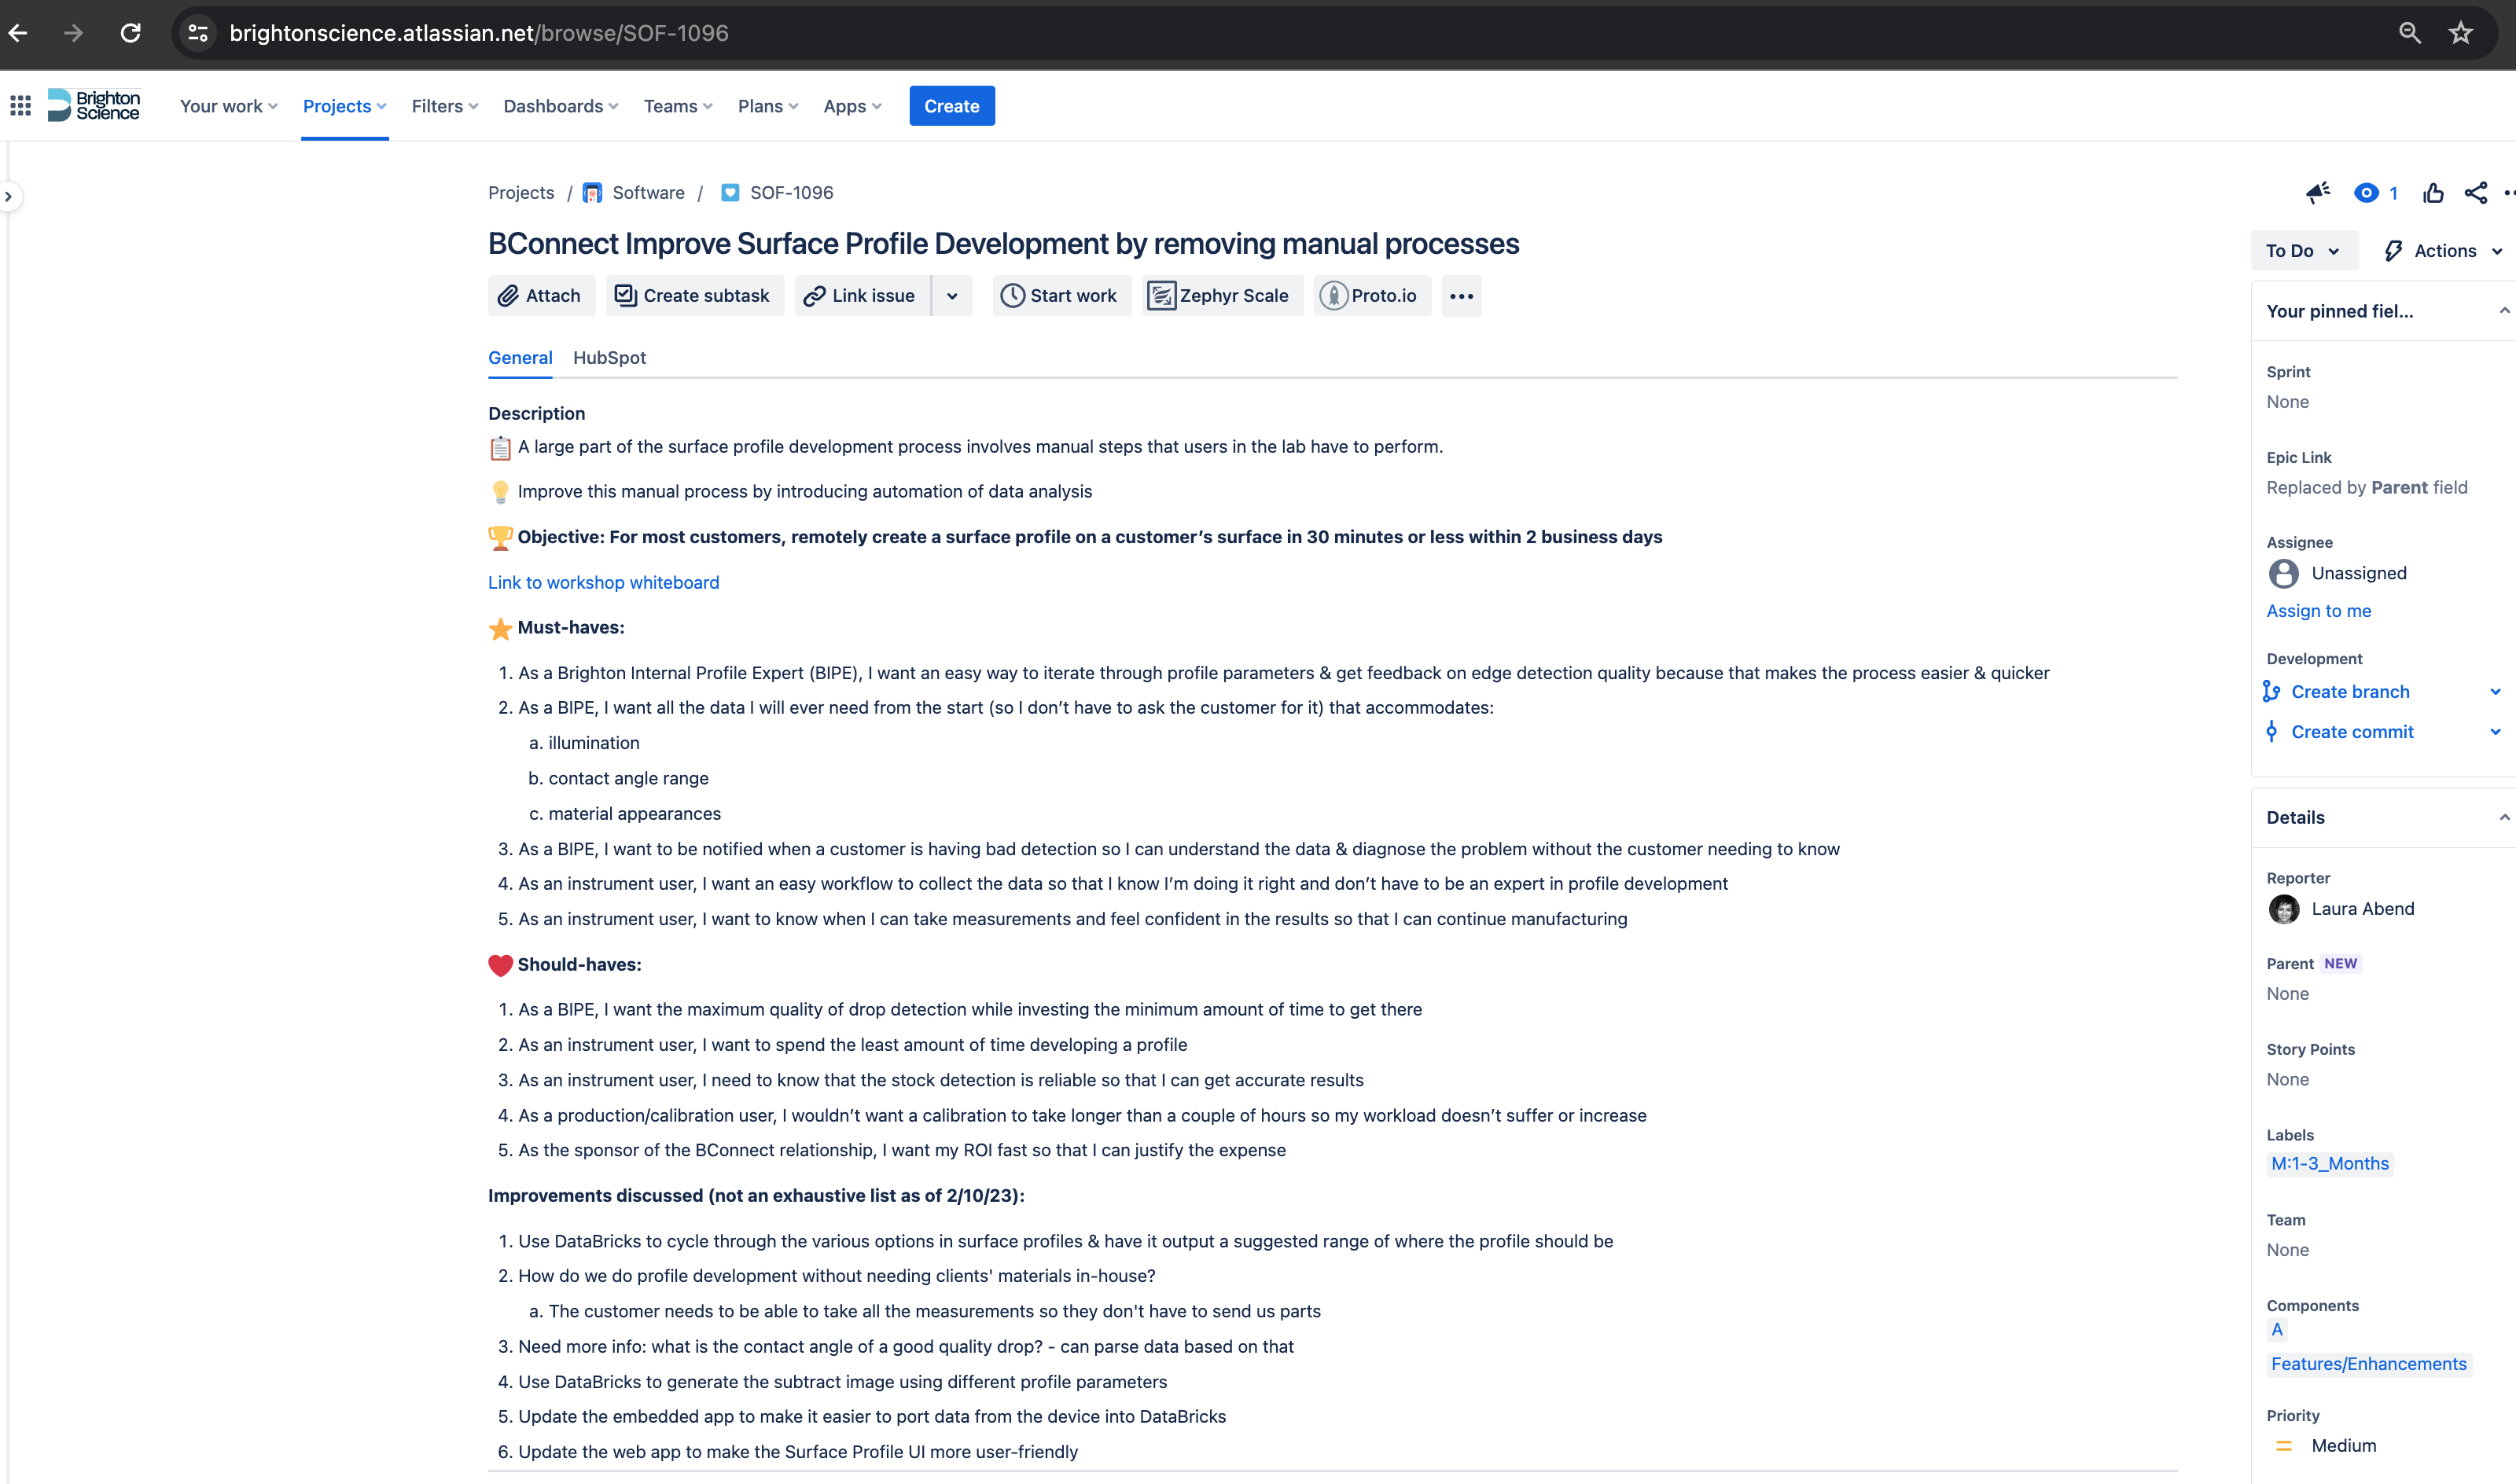 brightonscience.atlassian.net/browse/SOF-1096
Brighton
Science
Your work
Projects
Filters
Dashboards
Teams
Plans
Apps
Create
Projects / Software / SOF-1096
1
BConnect Improve Surface Profile Development by removing manual processes
To Do
Actions
Attach
Create subtask
Link issue
Start work
Zephyr Scale
Proto.io
General
HubSpot
Description
A large part of the surface profile development process involves manual steps that users in the lab have to perform.
Improve this manual process by introducing automation of data analysis
Objective: For most customers, remotely create a surface profile on a customer’s surface in 30 minutes or less within 2 business days
Link to workshop whiteboard
Must-haves:
1. As a Brighton Internal Profile Expert (BIPE), I want an easy way to iterate through profile parameters & get feedback on edge detection quality because that makes the process easier & quicker
2. As a BIPE, I want all the data I will ever need from the start (so I don’t have to ask the customer for it) that accommodates:
a. illumination
b. contact angle range
c. material appearances
3. As a BIPE, I want to be notified when a customer is having bad detection so I can understand the data & diagnose the problem without the customer needing to know
4. As an instrument user, I want an easy workflow to collect the data so that I know I’m doing it right and don’t have to be an expert in profile development
5. As an instrument user, I want to know when I can take measurements and feel confident in the results so that I can continue manufacturing
Should-haves:
1. As a BIPE, I want the maximum quality of drop detection while investing the minimum amount of time to get there
2. As an instrument user, I want to spend the least amount of time developing a profile
3. As an instrument user, I need to know that the stock detection is reliable so that I can get accurate results
4. As a production/calibration user, I wouldn’t want a calibration to take longer than a couple of hours so my workload doesn’t suffer or increase
5. As the sponsor of the BConnect relationship, I want my ROI fast so that I can justify the expense
Improvements discussed (not an exhaustive list as of 2/10/23):
1. Use DataBricks to cycle through the various options in surface profiles & have it output a suggested range of where the profile should be
2. How do we do profile development without needing clients' materials in-house?
a. The customer needs to be able to take all the measurements so they don't have to send us parts
3. Need more info: what is the contact angle of a good quality drop? - can parse data based on that
4. Use DataBricks to generate the subtract image using different profile parameters
5. Update the embedded app to make it easier to port data from the device into DataBricks
6. Update the web app to make the Surface Profile UI more user-friendly
Your pinned fiel...
Sprint
None
Epic Link
Replaced by Parent field
Assignee
Unassigned
Assign to me
Development
Create branch
Create commit
Details
Reporter
Laura Abend
Parent NEW
None
Story Points
None
Labels
M:1-3_Months
Team
None
Components
A
Features/Enhancements
Priority
Medium